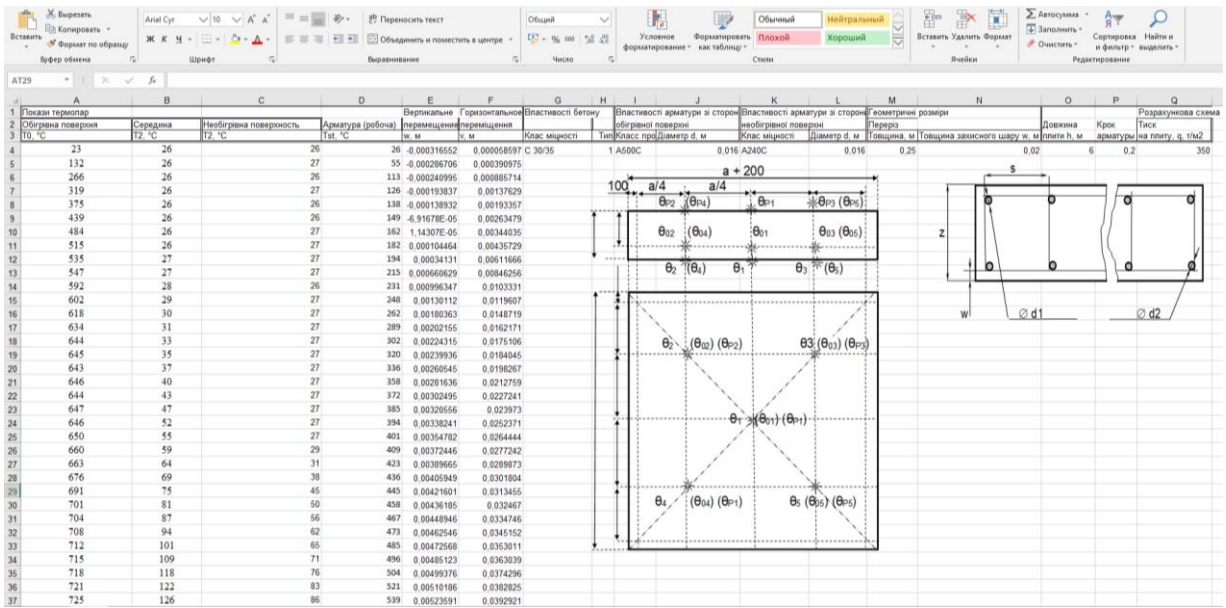 Вырезать
Копировать
Формат по образцу
Вставить
Буфер обмена
Arial Cyr
10
Ж К Ч
Шрифт
Переносить текст
Объединить и поместить в центре
Выравнивание
Общий
% 000
Число
Условное форматирование
Форматировать как таблицу
Обычный
Нейтральный
Плохой
Хороший
Стили
Вставить Удалить Формат
Ячейки
Автосумма
Заполнить
Очистить
Сортировка и фильтр
Найти и выделить
Редактирование
AT29
fx
A B C D E F G H I J K L M N O P Q
1 Покази термопар Вертикальне Горизонтальное Властивості бетону Властивості арматури зі сторон Властивості арматури зі сторон Геометричні розміри Розрахункова схема
2 Обігрівна поверхня Середина Необігрівна поверхность Арматура (робоча) перемещение переміщення обігрівної поверхні необігрівної поверхні Переріз Довжина Крок Тиск
3 T0, °C T2, °C T2, °C Tst, °C w, м v, м Клас міцності Тип Класс про Діаметр d, м Клас міцності Діаметр d, м Товщина, м Товщина захисного шару w, м плити h, м арматуры на плиту, q, т/м2
4 23 26 26 26 -0,000316552 0,000058597 C 30/35 1 A500C 0,016 A240C 0,016 0,25 0,02 6 0,2 350
5 132 26 27 55 -0,000286706 0,000390975
6 266 26 26 113 -0,000240995 0,000885714
7 319 26 27 126 -0,000193837 0,00137629
8 375 26 26 138 -0,000138932 0,00193357
9 439 26 26 149 -6,91678E-05 0,00263479
10 484 26 27 162 1,14307E-05 0,00344035
11 515 26 27 182 0,000104464 0,00435729
12 535 27 27 194 0,00034131 0,00611666
13 547 27 27 215 0,000660629 0,00846256
14 592 28 26 231 0,000996347 0,0103331
15 602 29 27 248 0,00130112 0,0119607
16 618 30 27 262 0,00180363 0,0148719
17 634 31 27 289 0,00202155 0,0162171
18 644 33 27 302 0,00224315 0,0175106
19 645 35 27 320 0,00239936 0,0184045
20 643 37 27 336 0,00260545 0,0198267
21 646 40 27 358 0,00281636 0,0212759
22 644 43 27 372 0,00302495 0,0227241
23 647 47 27 385 0,00320556 0,023973
24 646 52 27 394 0,00338241 0,0252371
25 650 55 27 401 0,00354782 0,0264444
26 660 59 29 409 0,00372446 0,0277242
27 663 64 31 423 0,00389665 0,0289873
28 676 69 38 436 0,00405949 0,0301804
29 691 75 45 445 0,00421601 0,0313455
30 701 81 50 458 0,00436185 0,032467
31 704 87 56 467 0,00448946 0,0334746
32 708 94 62 473 0,00462546 0,0345152
33 712 101 65 485 0,00472568 0,0353011
34 715 109 71 496 0,00485123 0,0363039
35 718 118 76 504 0,00499376 0,0374296
36 721 122 83 521 0,00510186 0,0382825
37 725 126 86 539 0,00523591 0,0392921
a + 200
100 a/4 a/4
θP2 (θP4) θP1 θP3 (θP5)
θ02 (θ04) θ01 θ03 (θ05)
θ2 (θ4) θ1 θ3 (θ5)
θ2 (θ02) (θP2) θ3 (θ03) (θP3)
θ1 (θ01) (θP1)
θ4 (θ04) (θP1) θ5 (θ05) (θP5)
s
z
w
∅ d1
∅ d2